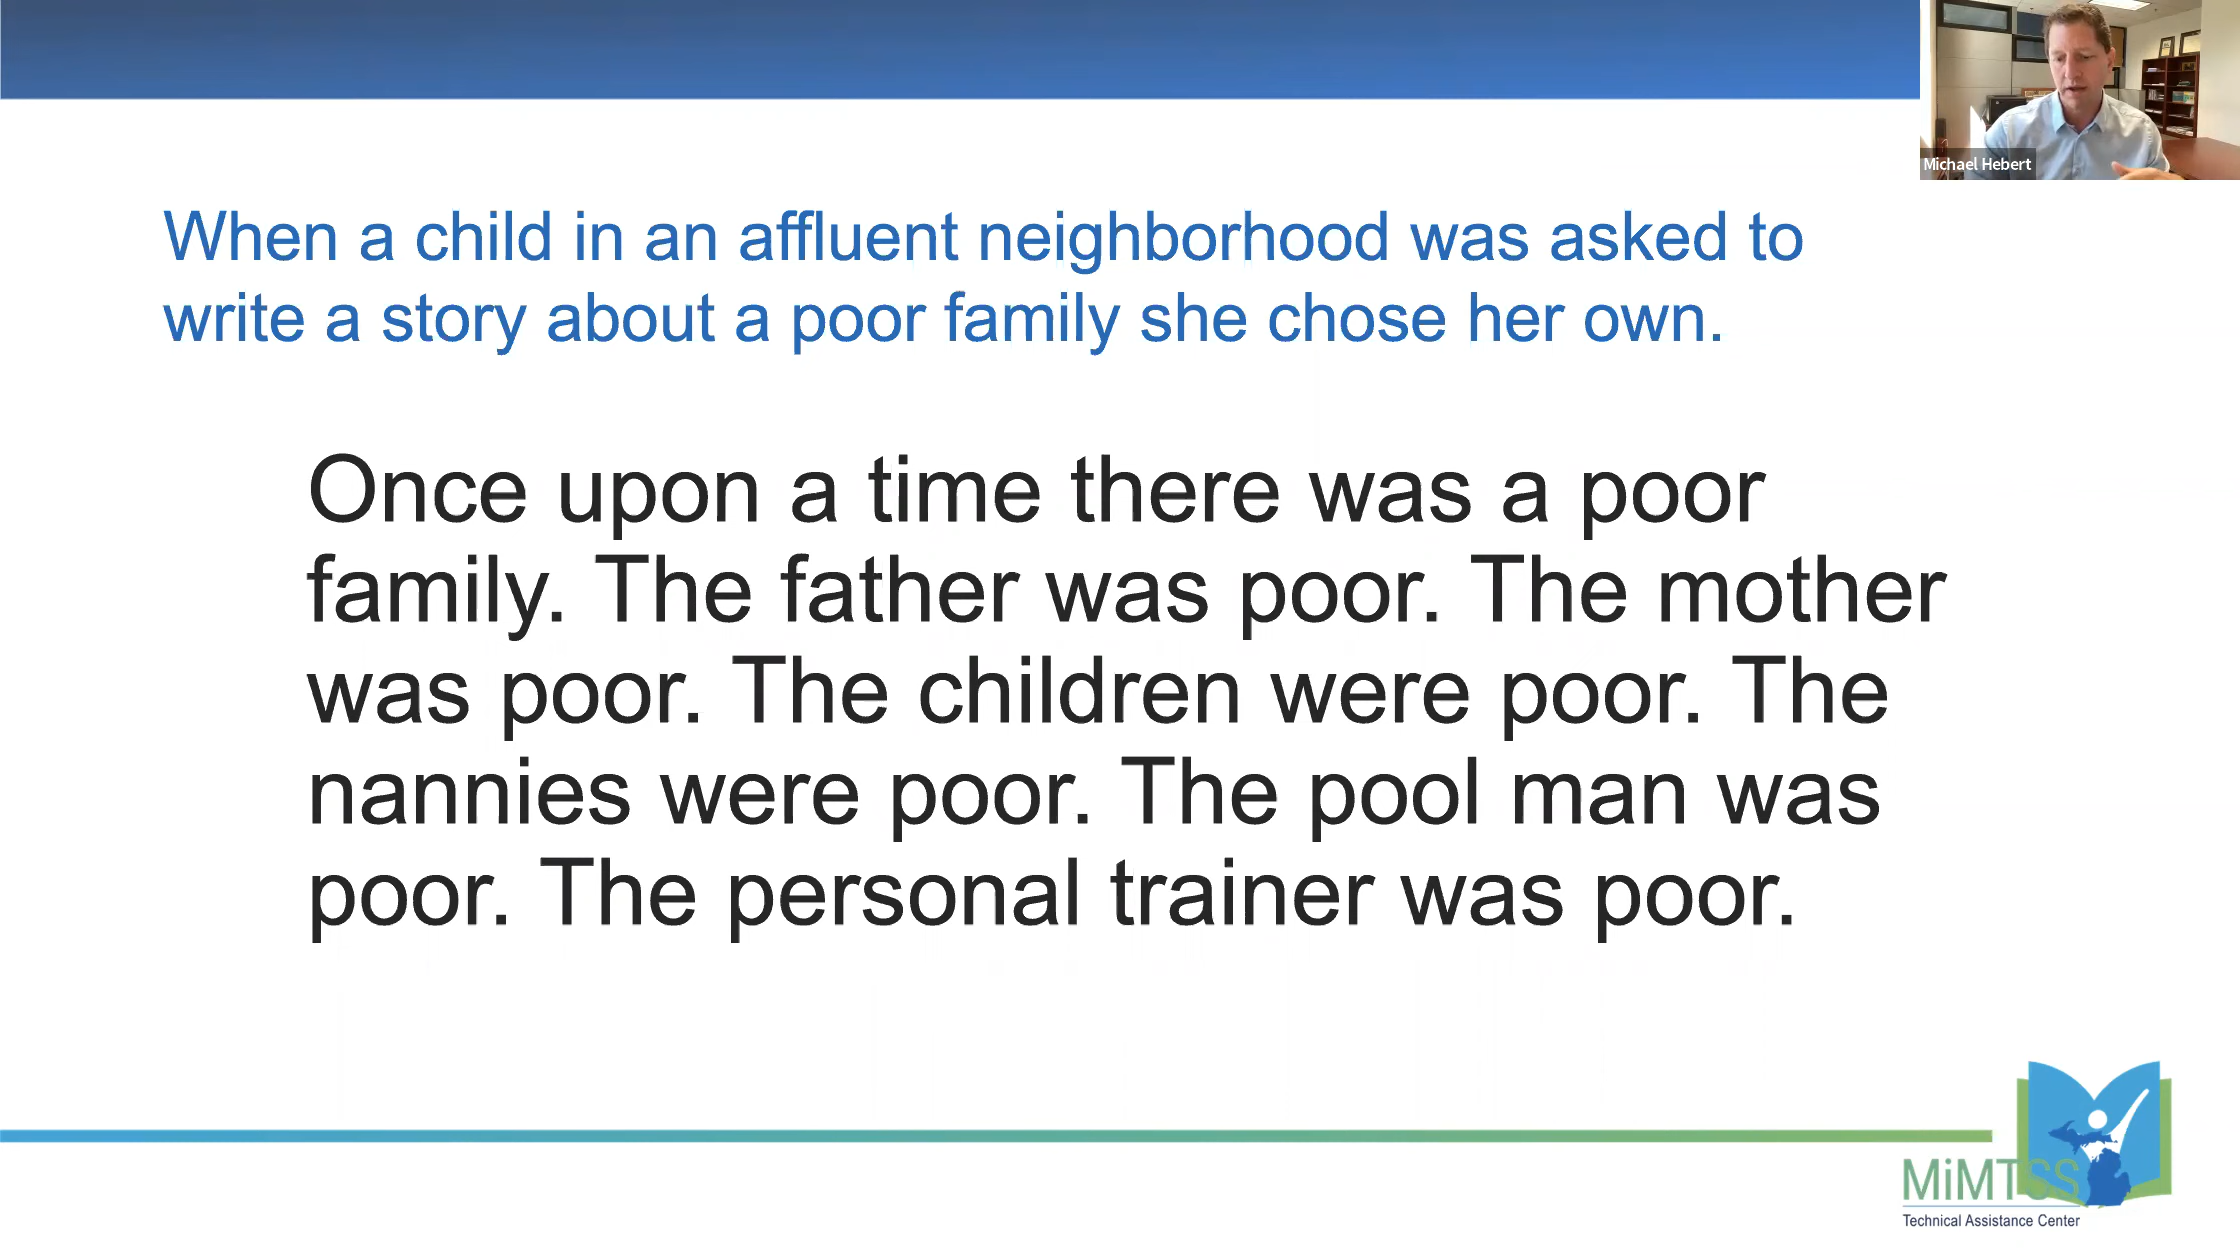 Michael Hebert
When a child in an affluent neighborhood was asked to
write a story about a poor family she chose her own.
Once upon a time there was a poor
family. The father was poor. The mother
was poor. The children were poor. The
nannies were poor. The pool man was
poor. The personal trainer was poor.
MiMTSS
Technical Assistance Center